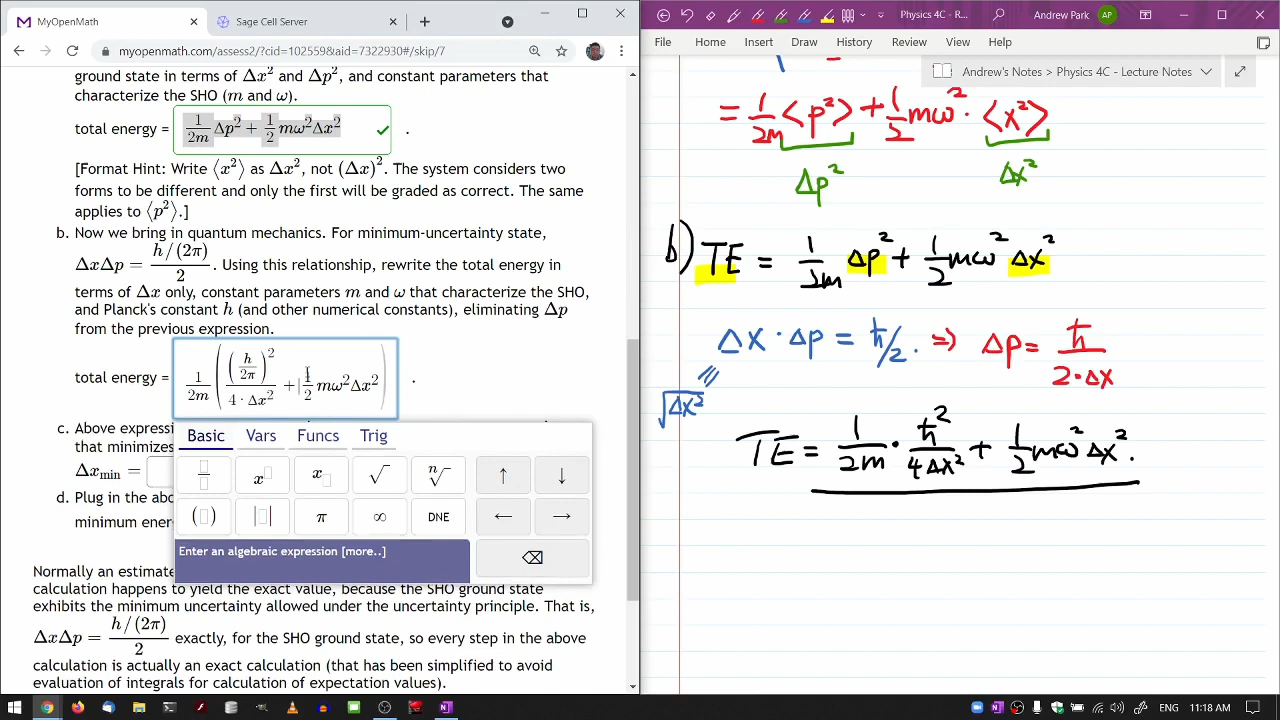 MyOpenMath
Sage Cell Server
myopenmath.com/assess2/?cid=102559&aid=7322930#/skip/7
ground state in terms of Δx² and Δp², and constant parameters that
characterize the SHO (m and ω).
total energy = 1/2m Δp² + 1/2 mω²Δx² .
[Format Hint: Write ⟨x²⟩ as Δx², not (Δx)². The system considers two
forms to be different and only the first will be graded as correct. The same
applies to ⟨p²⟩.]
b. Now we bring in quantum mechanics. For minimum-uncertainty state,
ΔxΔp = h/(2π)/2. Using this relationship, rewrite the total energy in
terms of Δx only, constant parameters m and ω that characterize the SHO,
and Planck's constant h (and other numerical constants), eliminating Δp
from the previous expression.
total energy = 1/2m ( (h/2π)²/4·Δx² + 1/2 mω²Δx² ) .
Basic Vars Funcs Trig
π ∞ DNE
Enter an algebraic expression [more..]
c. Above expres
that minimizes
Δx min =
d. Plug in the abo
minimum ener
Normally an estimate
calculation happens to yield the exact value, because the SHO ground state
exhibits the minimum uncertainty allowed under the uncertainty principle. That is,
ΔxΔp = h/(2π)/2 exactly, for the SHO ground state, so every step in the above
calculation is actually an exact calculation (that has been simplified to avoid
evaluation of integrals for calculation of expectation values).
Physics 4C - Lec...
Andrew Park AP
File Home Insert Draw History Review View Help
Andrew's Notes > Physics 4C - Lecture Notes
= 1/2m ⟨p²⟩ + 1/2 mω² · ⟨x²⟩
Δp² Δx²
b) TE = 1/2m Δp² + 1/2 mω² Δx²
Δx · Δp = ħ/2. ⇒ Δp = ħ/2·Δx
√Δx²
TE = 1/2m · ħ²/4Δx² + 1/2 mω² Δx².
11:18 AM